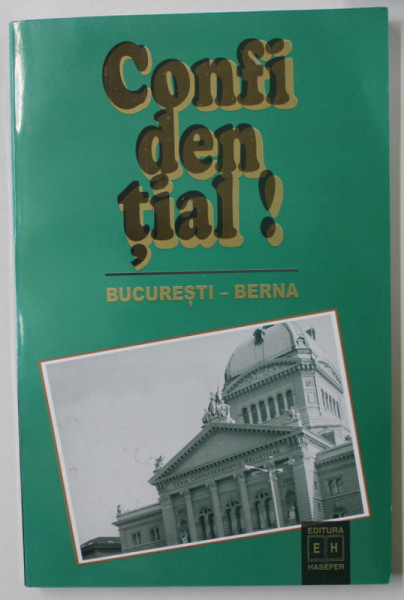 Confi
den
țial !
BUCUREȘTI – BERNA
EDITURA
E H
HASEFER